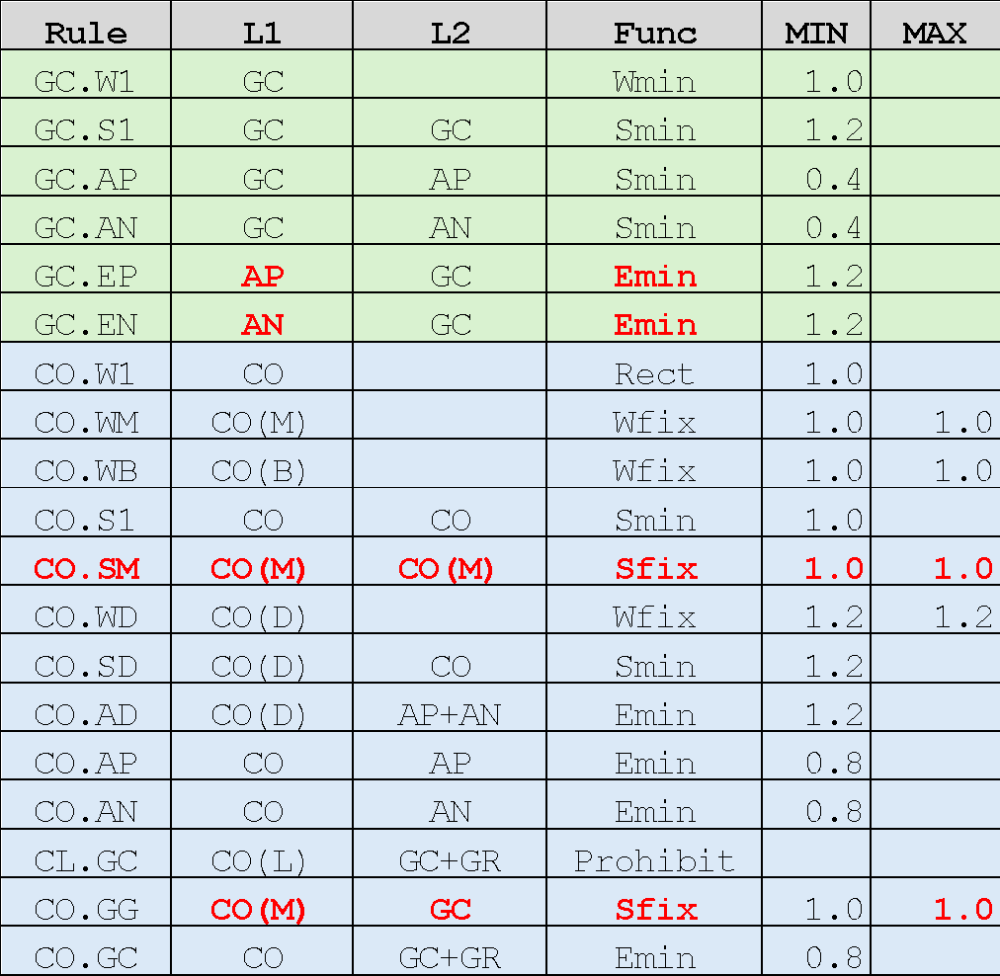 Rule L1 L2 Func MIN MAX
GC.W1 GC Wmin 1.0
GC.S1 GC GC Smin 1.2
GC.AP GC AP Smin 0.4
GC.AN GC AN Smin 0.4
GC.EP AP GC Emin 1.2
GC.EN AN GC Emin 1.2
CO.W1 CO Rect 1.0
CO.WM CO(M) Wfix 1.0 1.0
CO.WB CO(B) Wfix 1.0 1.0
CO.S1 CO CO Smin 1.0
CO.SM CO(M) CO(M) Sfix 1.0 1.0
CO.WD CO(D) Wfix 1.2 1.2
CO.SD CO(D) CO Smin 1.2
CO.AD CO(D) AP+AN Emin 1.2
CO.AP CO AP Emin 0.8
CO.AN CO AN Emin 0.8
CL.GC CO(L) GC+GR Prohibit
CO.GG CO(M) GC Sfix 1.0 1.0
CO.GC CO GC+GR Emin 0.8